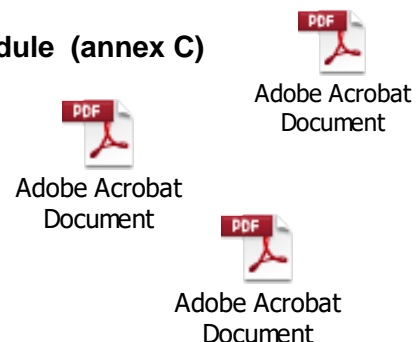 dule (annex C)
PDF
Adobe Acrobat
Document
PDF
Adobe Acrobat
Document
PDF
Adobe Acrobat
Document